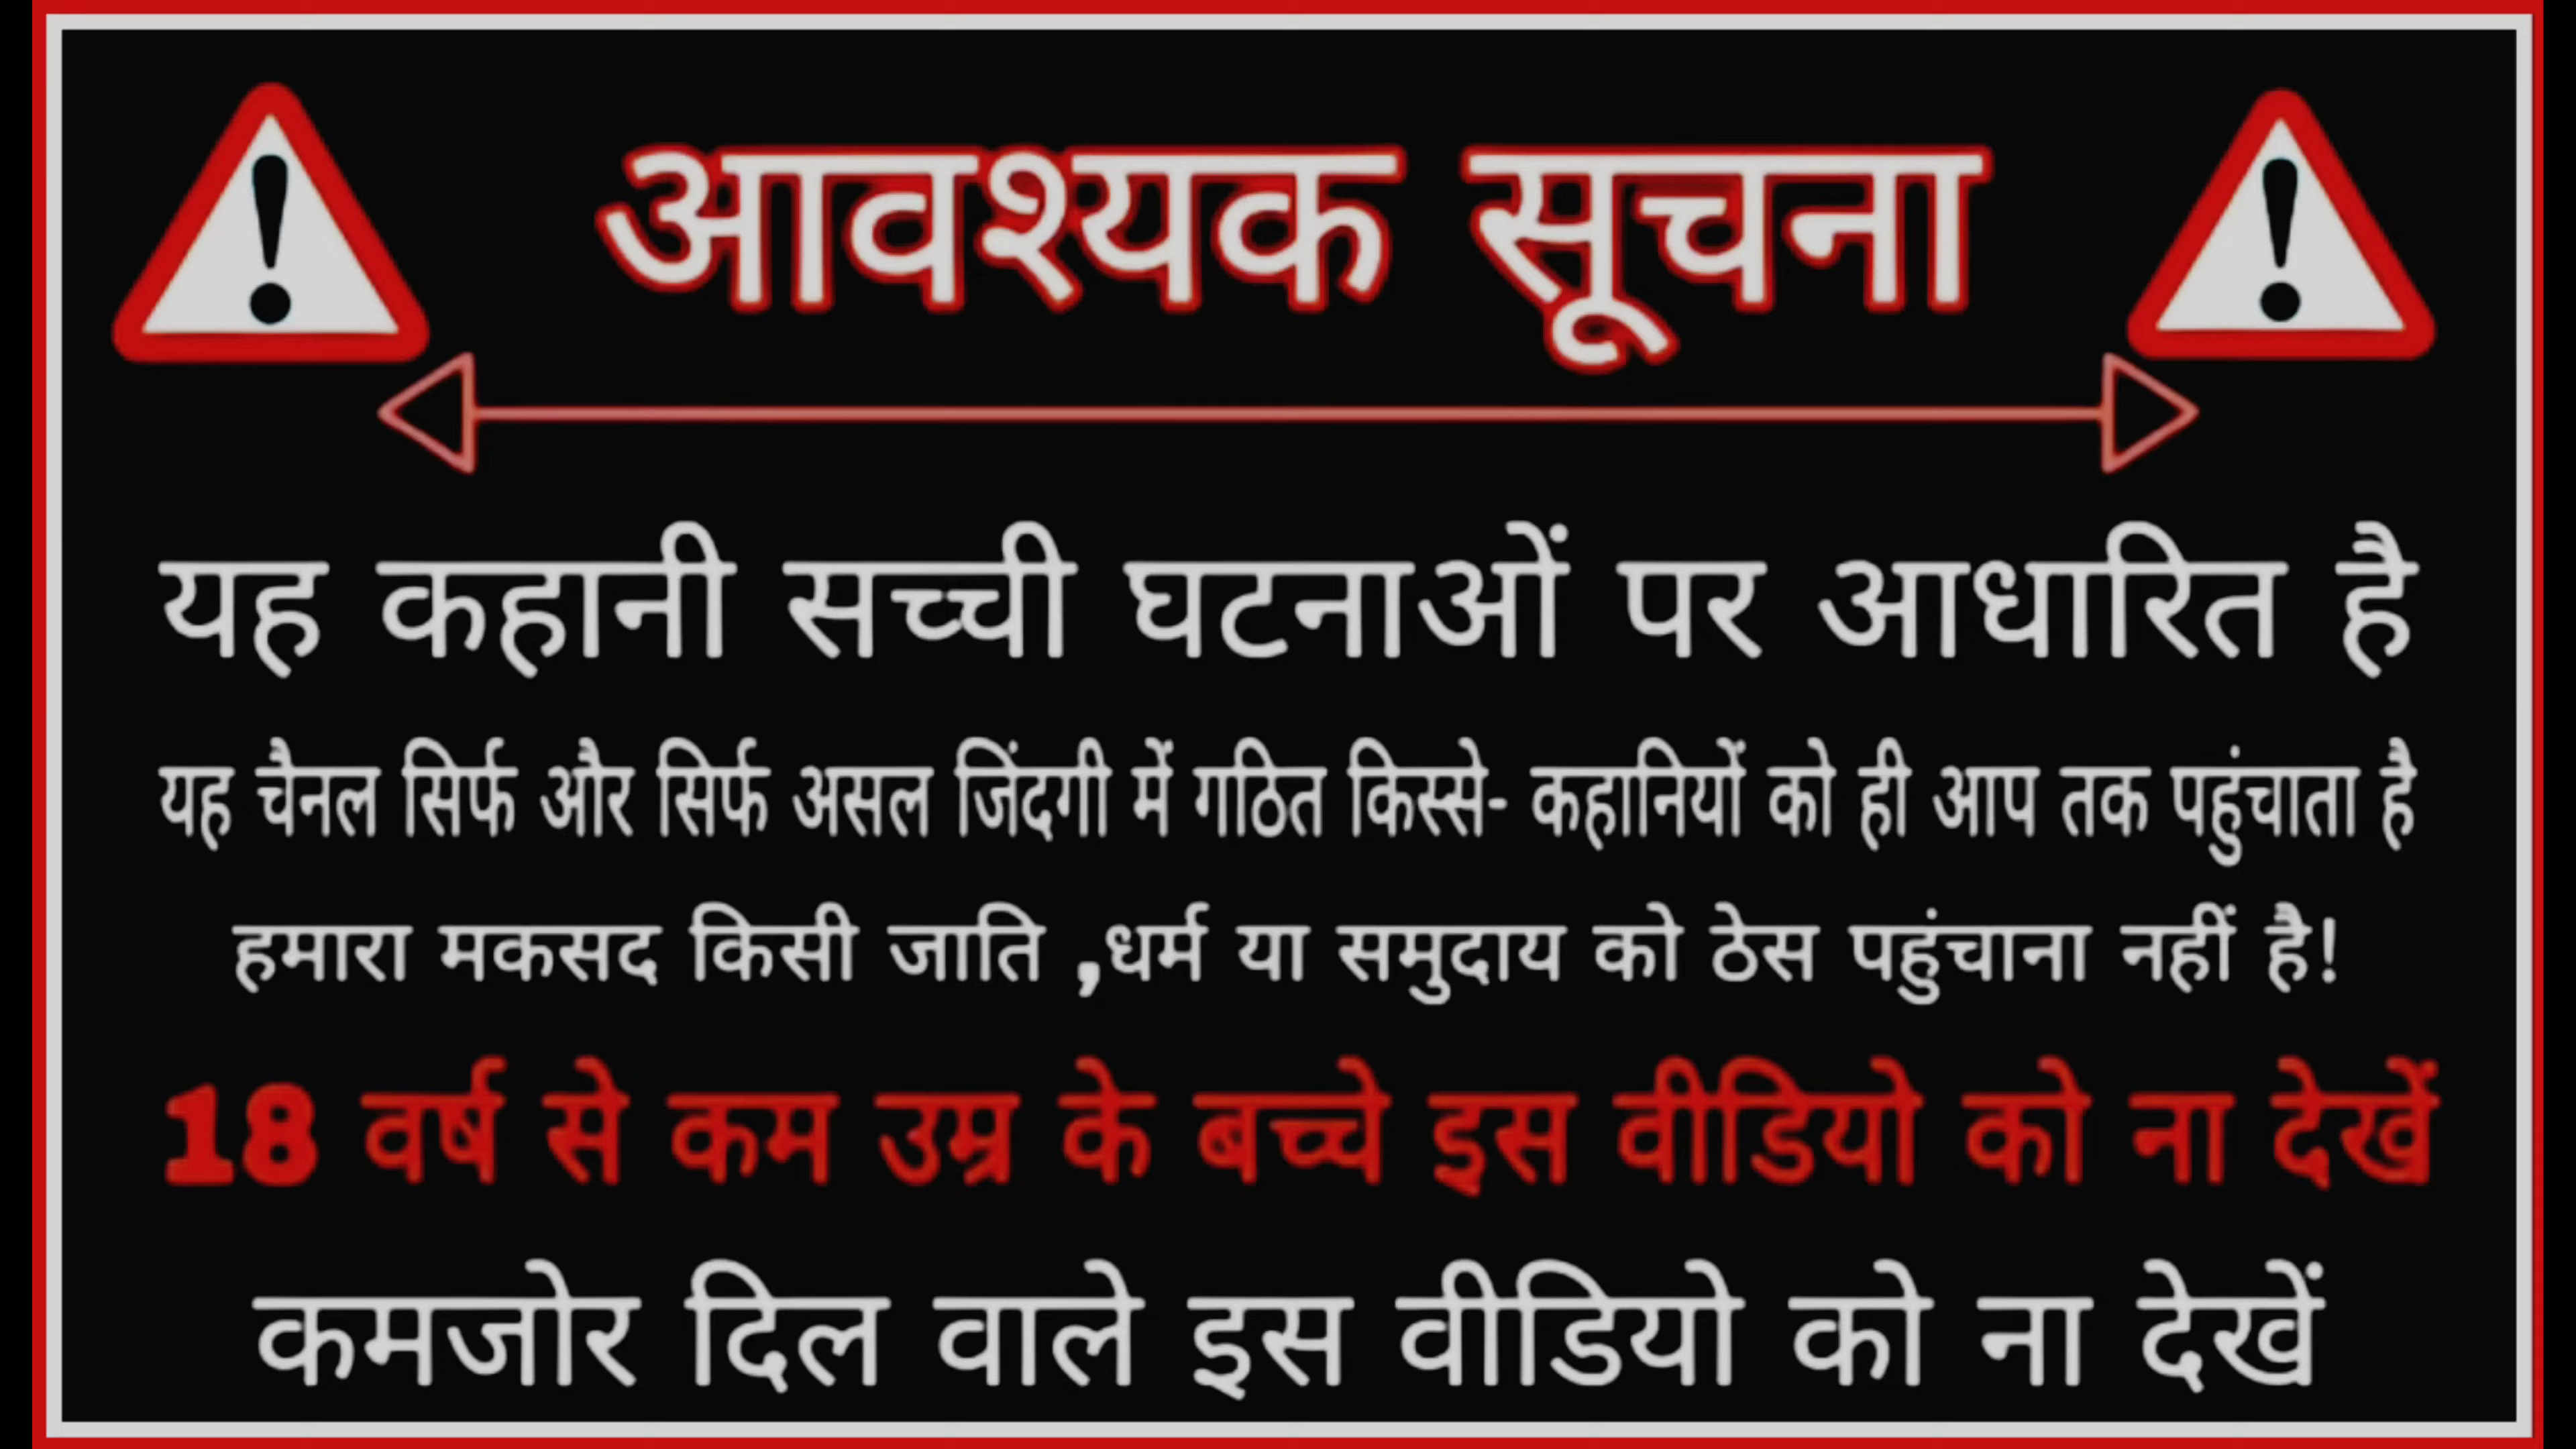 आवश्यक सूचना
यह कहानी सच्ची घटनाओं पर आधारित है
यह चैनल सिर्फ और सिर्फ असल जिंदगी में गठित किस्से- कहानियों को ही आप तक पहुंचाता है
हमारा मकसद किसी जाति ,धर्म या समुदाय को ठेस पहुंचाना नहीं है!
18 वर्ष से कम उम्र के बच्चे इस वीडियो को ना देखें
कमजोर दिल वाले इस वीडियो को ना देखें